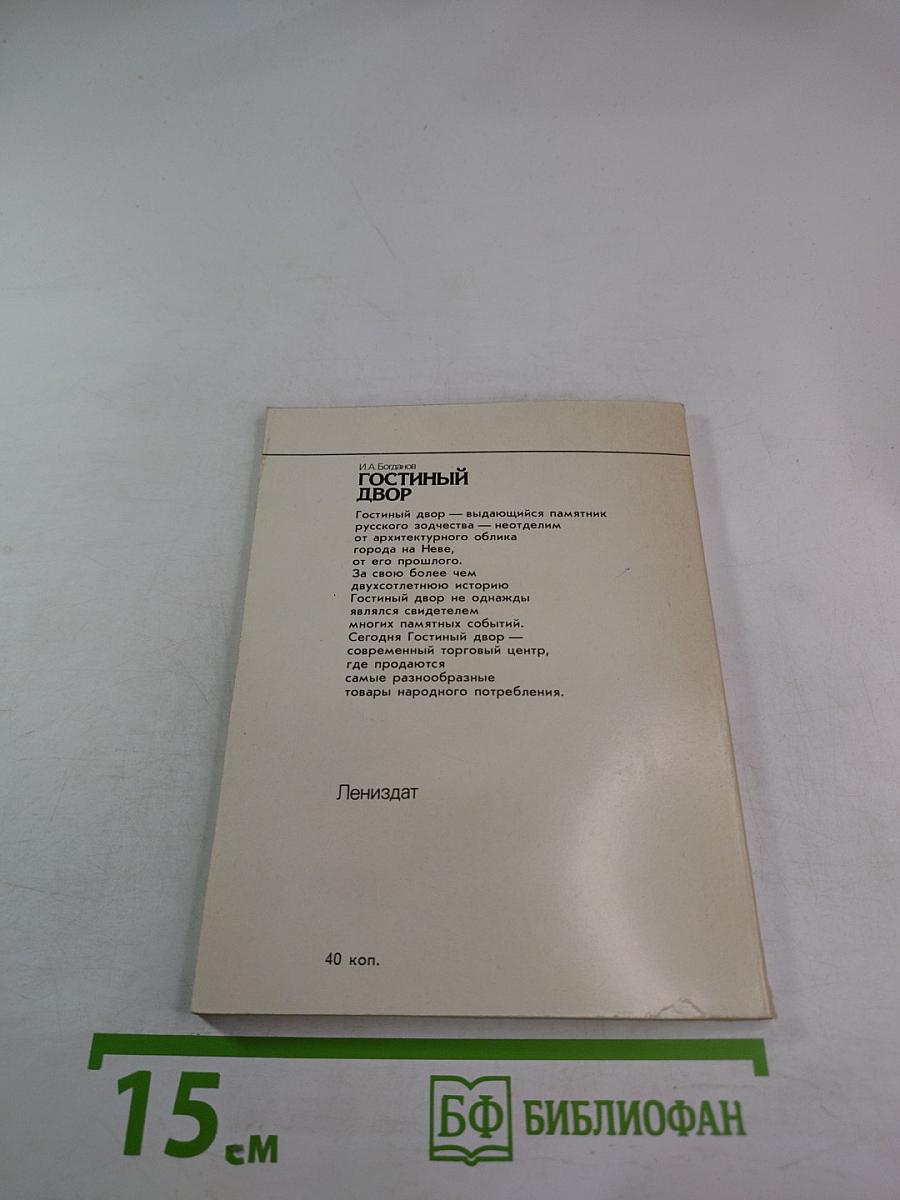 И.А. Богданов
ГОСТИНЫЙ
ДВОР
Гостиный двор — выдающийся памятник
русского зодчества — неотделим
от архитектурного облика
города на Неве,
от его прошлого.
За свою более чем
двухсотлетнюю историю
Гостиный двор не однажды
являлся свидетелем
многих памятных событий.
Сегодня Гостиный двор —
современный торговый центр,
где продаются
самые разнообразные
товары народного потребления.
Лениздат
40 коп.
15 см
БФ БИБЛИОФАН